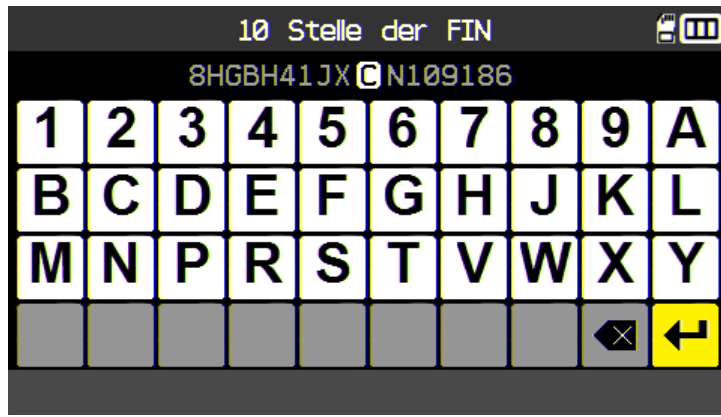 10 Stelle der FIN
8HGBH41JXCN109186
1 2 3 4 5 6 7 8 9 A
B C D E F G H J K L
M N P R S T V W X Y